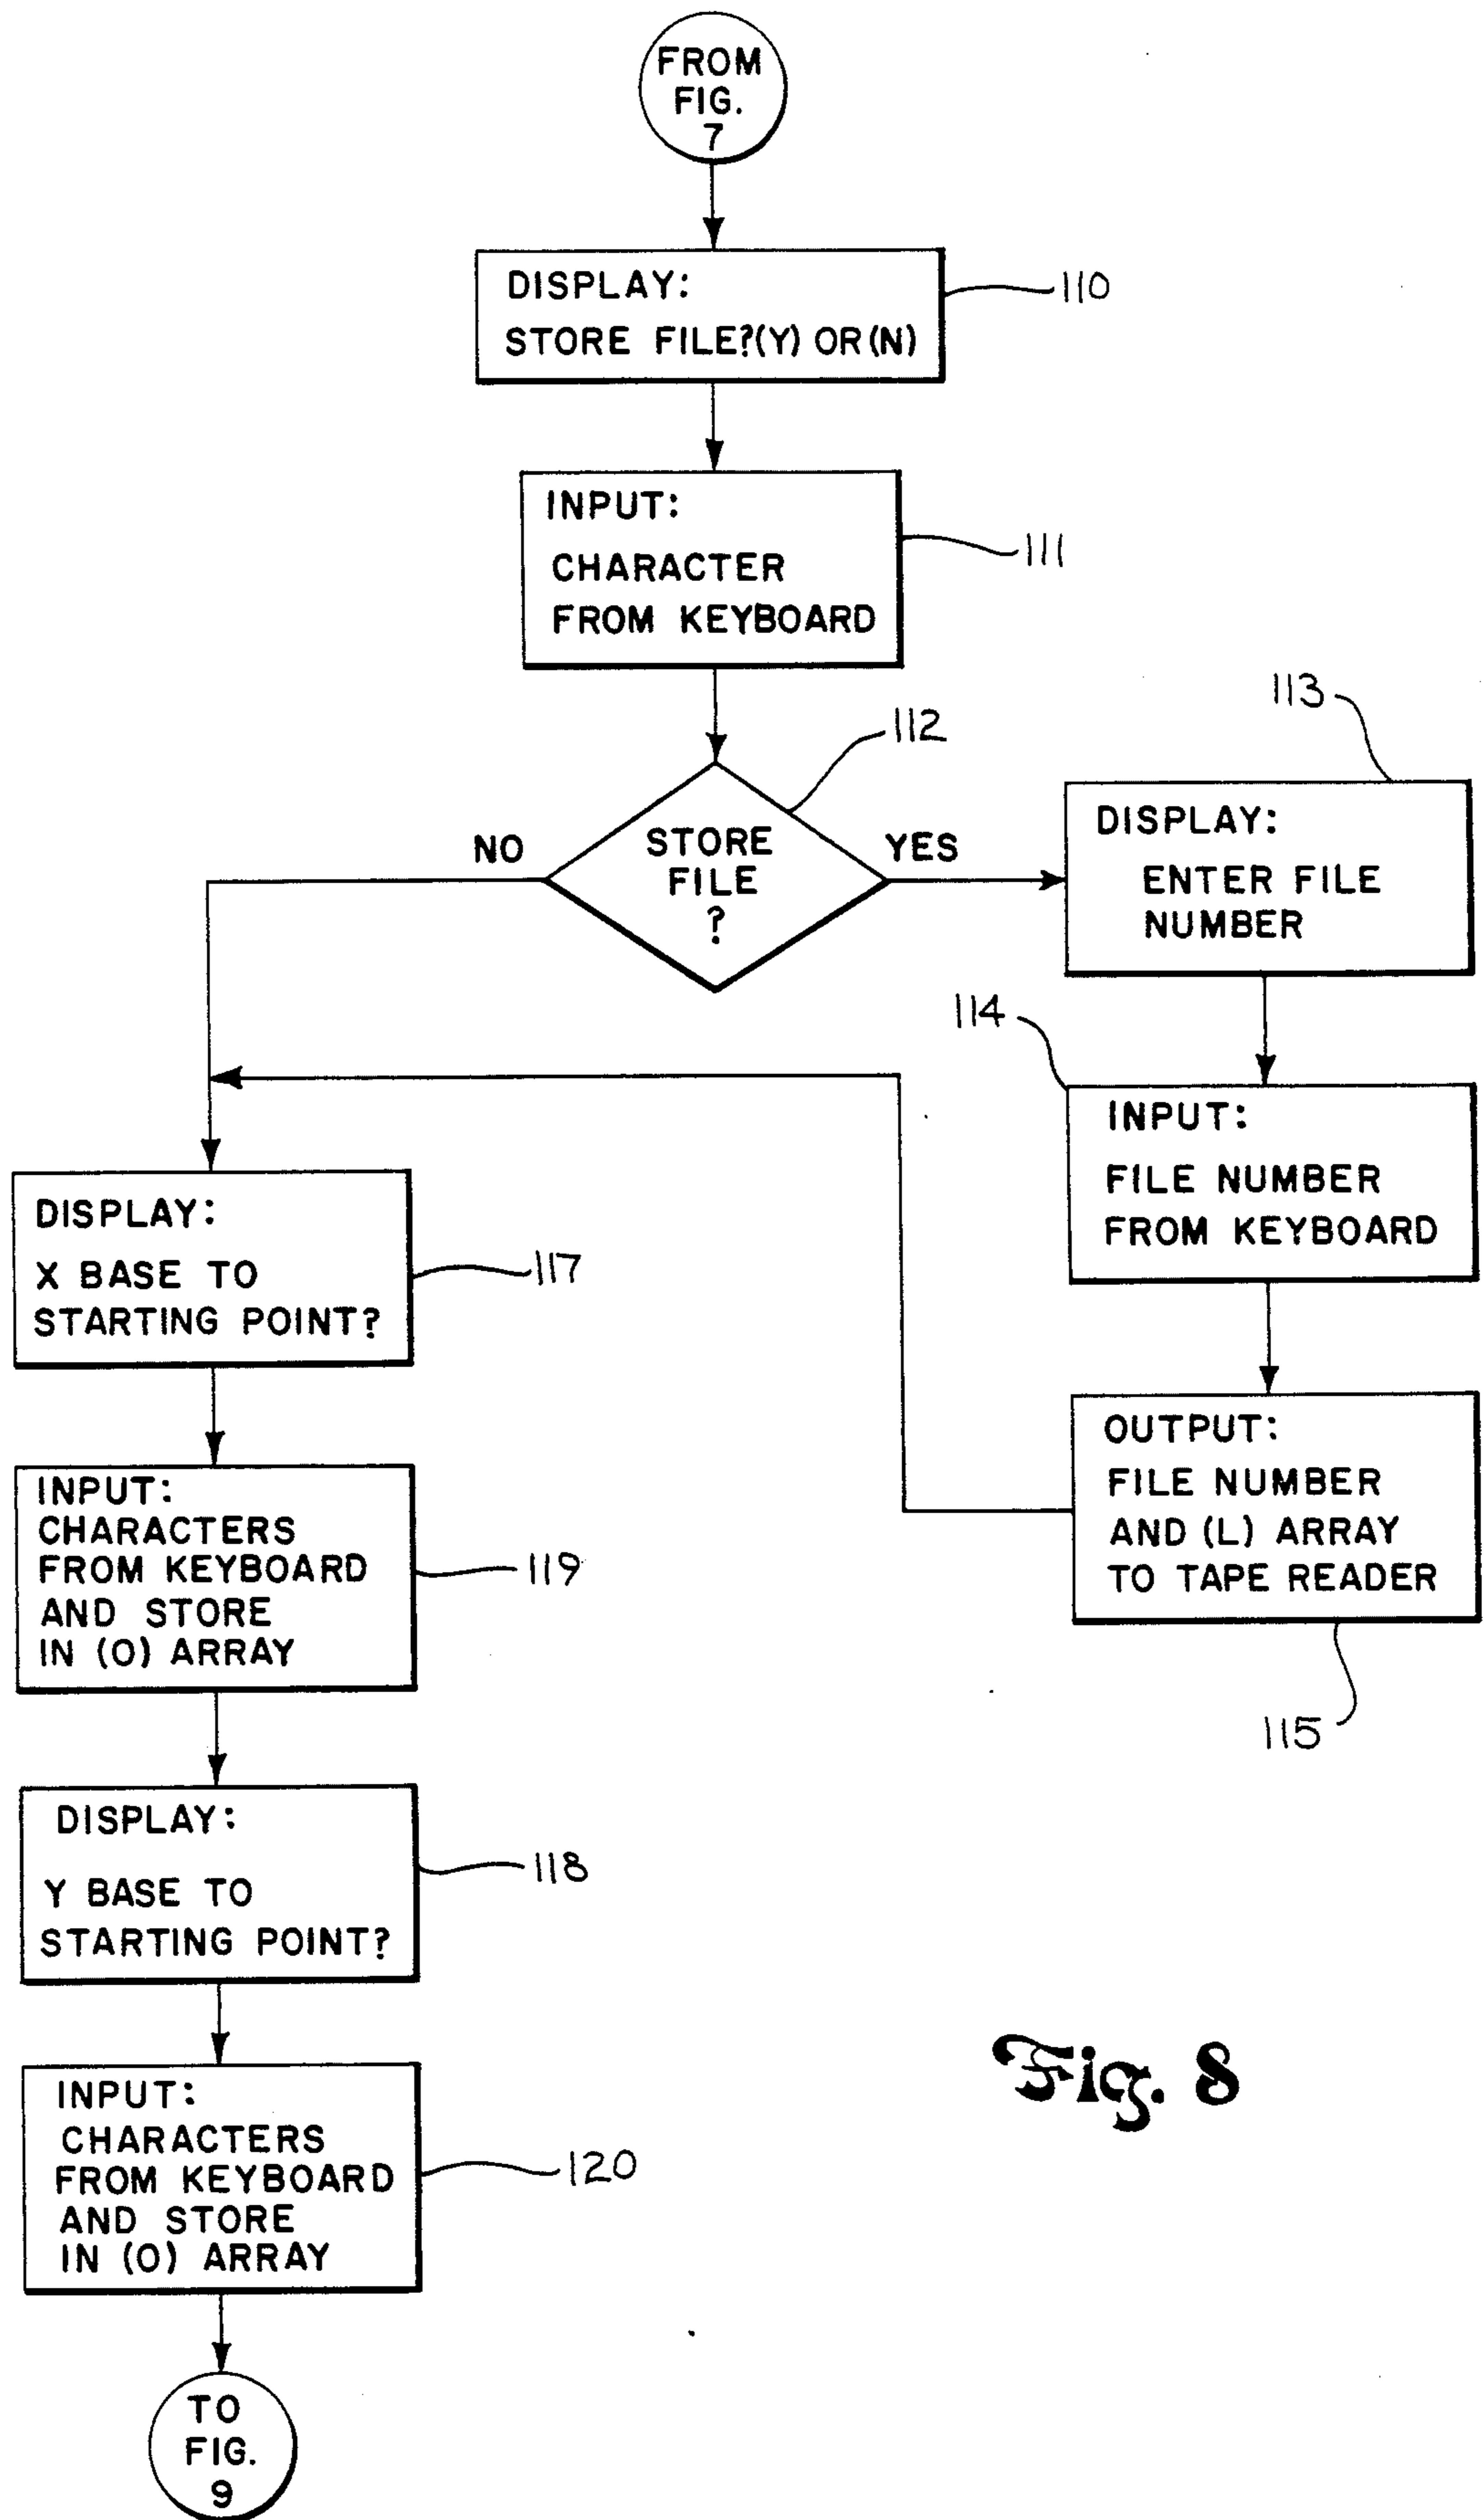 FROM
FIG.
7
DISPLAY:
STORE FILE?(Y) OR (N)
110
INPUT:
CHARACTER
FROM KEYBOARD
111
112
STORE
FILE
?
NO
YES
113
DISPLAY:
ENTER FILE
NUMBER
114
INPUT:
FILE NUMBER
FROM KEYBOARD
OUTPUT:
FILE NUMBER
AND (L) ARRAY
TO TAPE READER
115
DISPLAY:
X BASE TO
STARTING POINT?
117
INPUT:
CHARACTERS
FROM KEYBOARD
AND STORE
IN (O) ARRAY
119
DISPLAY:
Y BASE TO
STARTING POINT?
118
INPUT:
CHARACTERS
FROM KEYBOARD
AND STORE
IN (O) ARRAY
120
TO
FIG.
9
Fig. 8